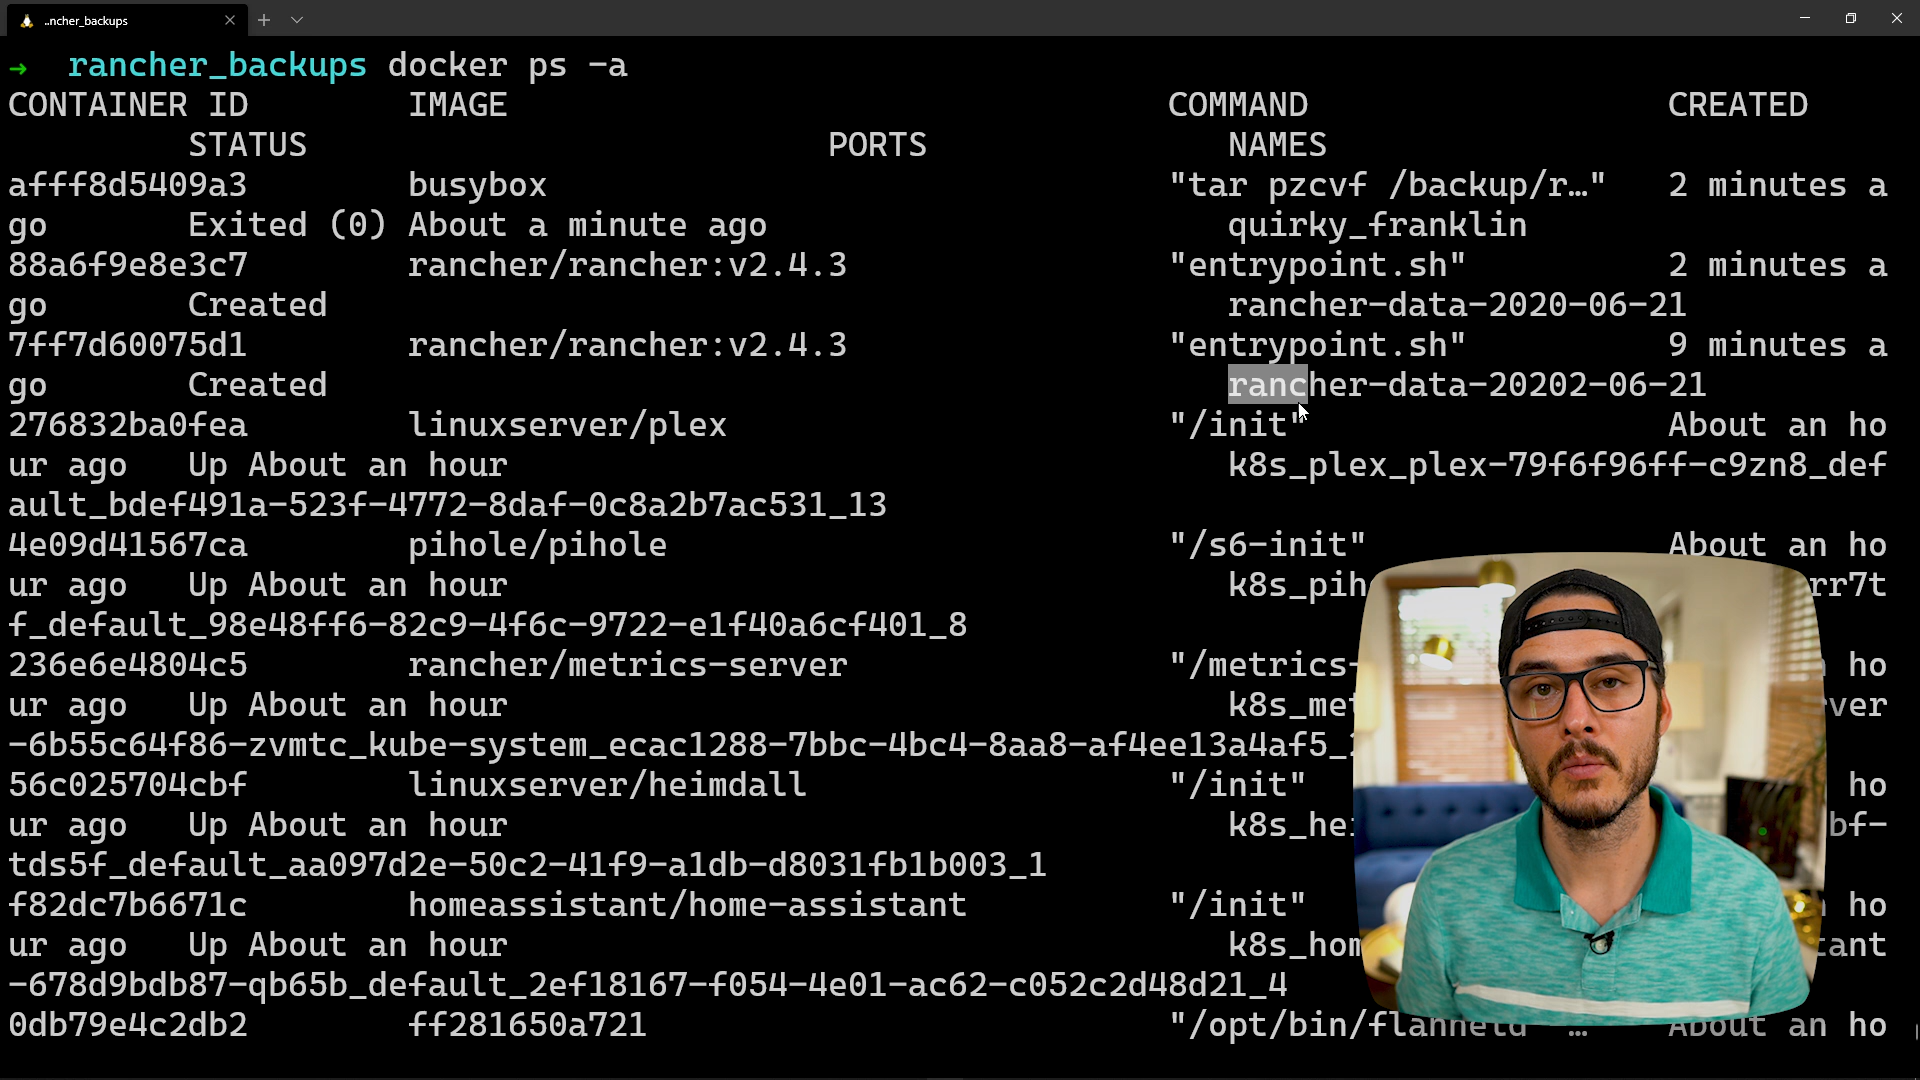 ..ncher_backups
→ rancher_backups docker ps -a
CONTAINER ID IMAGE COMMAND CREATED
STATUS PORTS NAMES
afff8d5409a3 busybox "tar pzcvf /backup/r…" 2 minutes a
go Exited (0) About a minute ago quirky_franklin
88a6f9e8e3c7 rancher/rancher:v2.4.3 "entrypoint.sh" 2 minutes a
go Created rancher-data-2020-06-21
7ff7d60075d1 rancher/rancher:v2.4.3 "entrypoint.sh" 9 minutes a
go Created rancher-data-20202-06-21
276832ba0fea linuxserver/plex "/init" About an ho
ur ago Up About an hour k8s_plex_plex-79f6f96ff-c9zn8_def
ault_bdef491a-523f-4772-8daf-0c8a2b7ac531_13
4e09d41567ca pihole/pihole "/s6-init" About an ho
ur ago Up About an hour k8s_pih rr7t
f_default_98e48ff6-82c9-4f6c-9722-e1f40a6cf401_8
236e6e4804c5 rancher/metrics-server "/metrics- ho
ur ago Up About an hour k8s_met ver
-6b55c64f86-zvmtc_kube-system_ecac1288-7bbc-4bc4-8aa8-af4ee13a4af5_
56c025704cbf linuxserver/heimdall "/init" ho
ur ago Up About an hour k8s_hei bf-
tds5f_default_aa097d2e-50c2-41f9-a1db-d8031fb1b003_1
f82dc7b6671c homeassistant/home-assistant "/init" ho
ur ago Up About an hour k8s_hom tant
-678d9bdb87-qb65b_default_2ef18167-f054-4e01-ac62-c052c2d48d21_4
0db79e4c2db2 ff281650a721 "/opt/bin/flanneld … About an ho